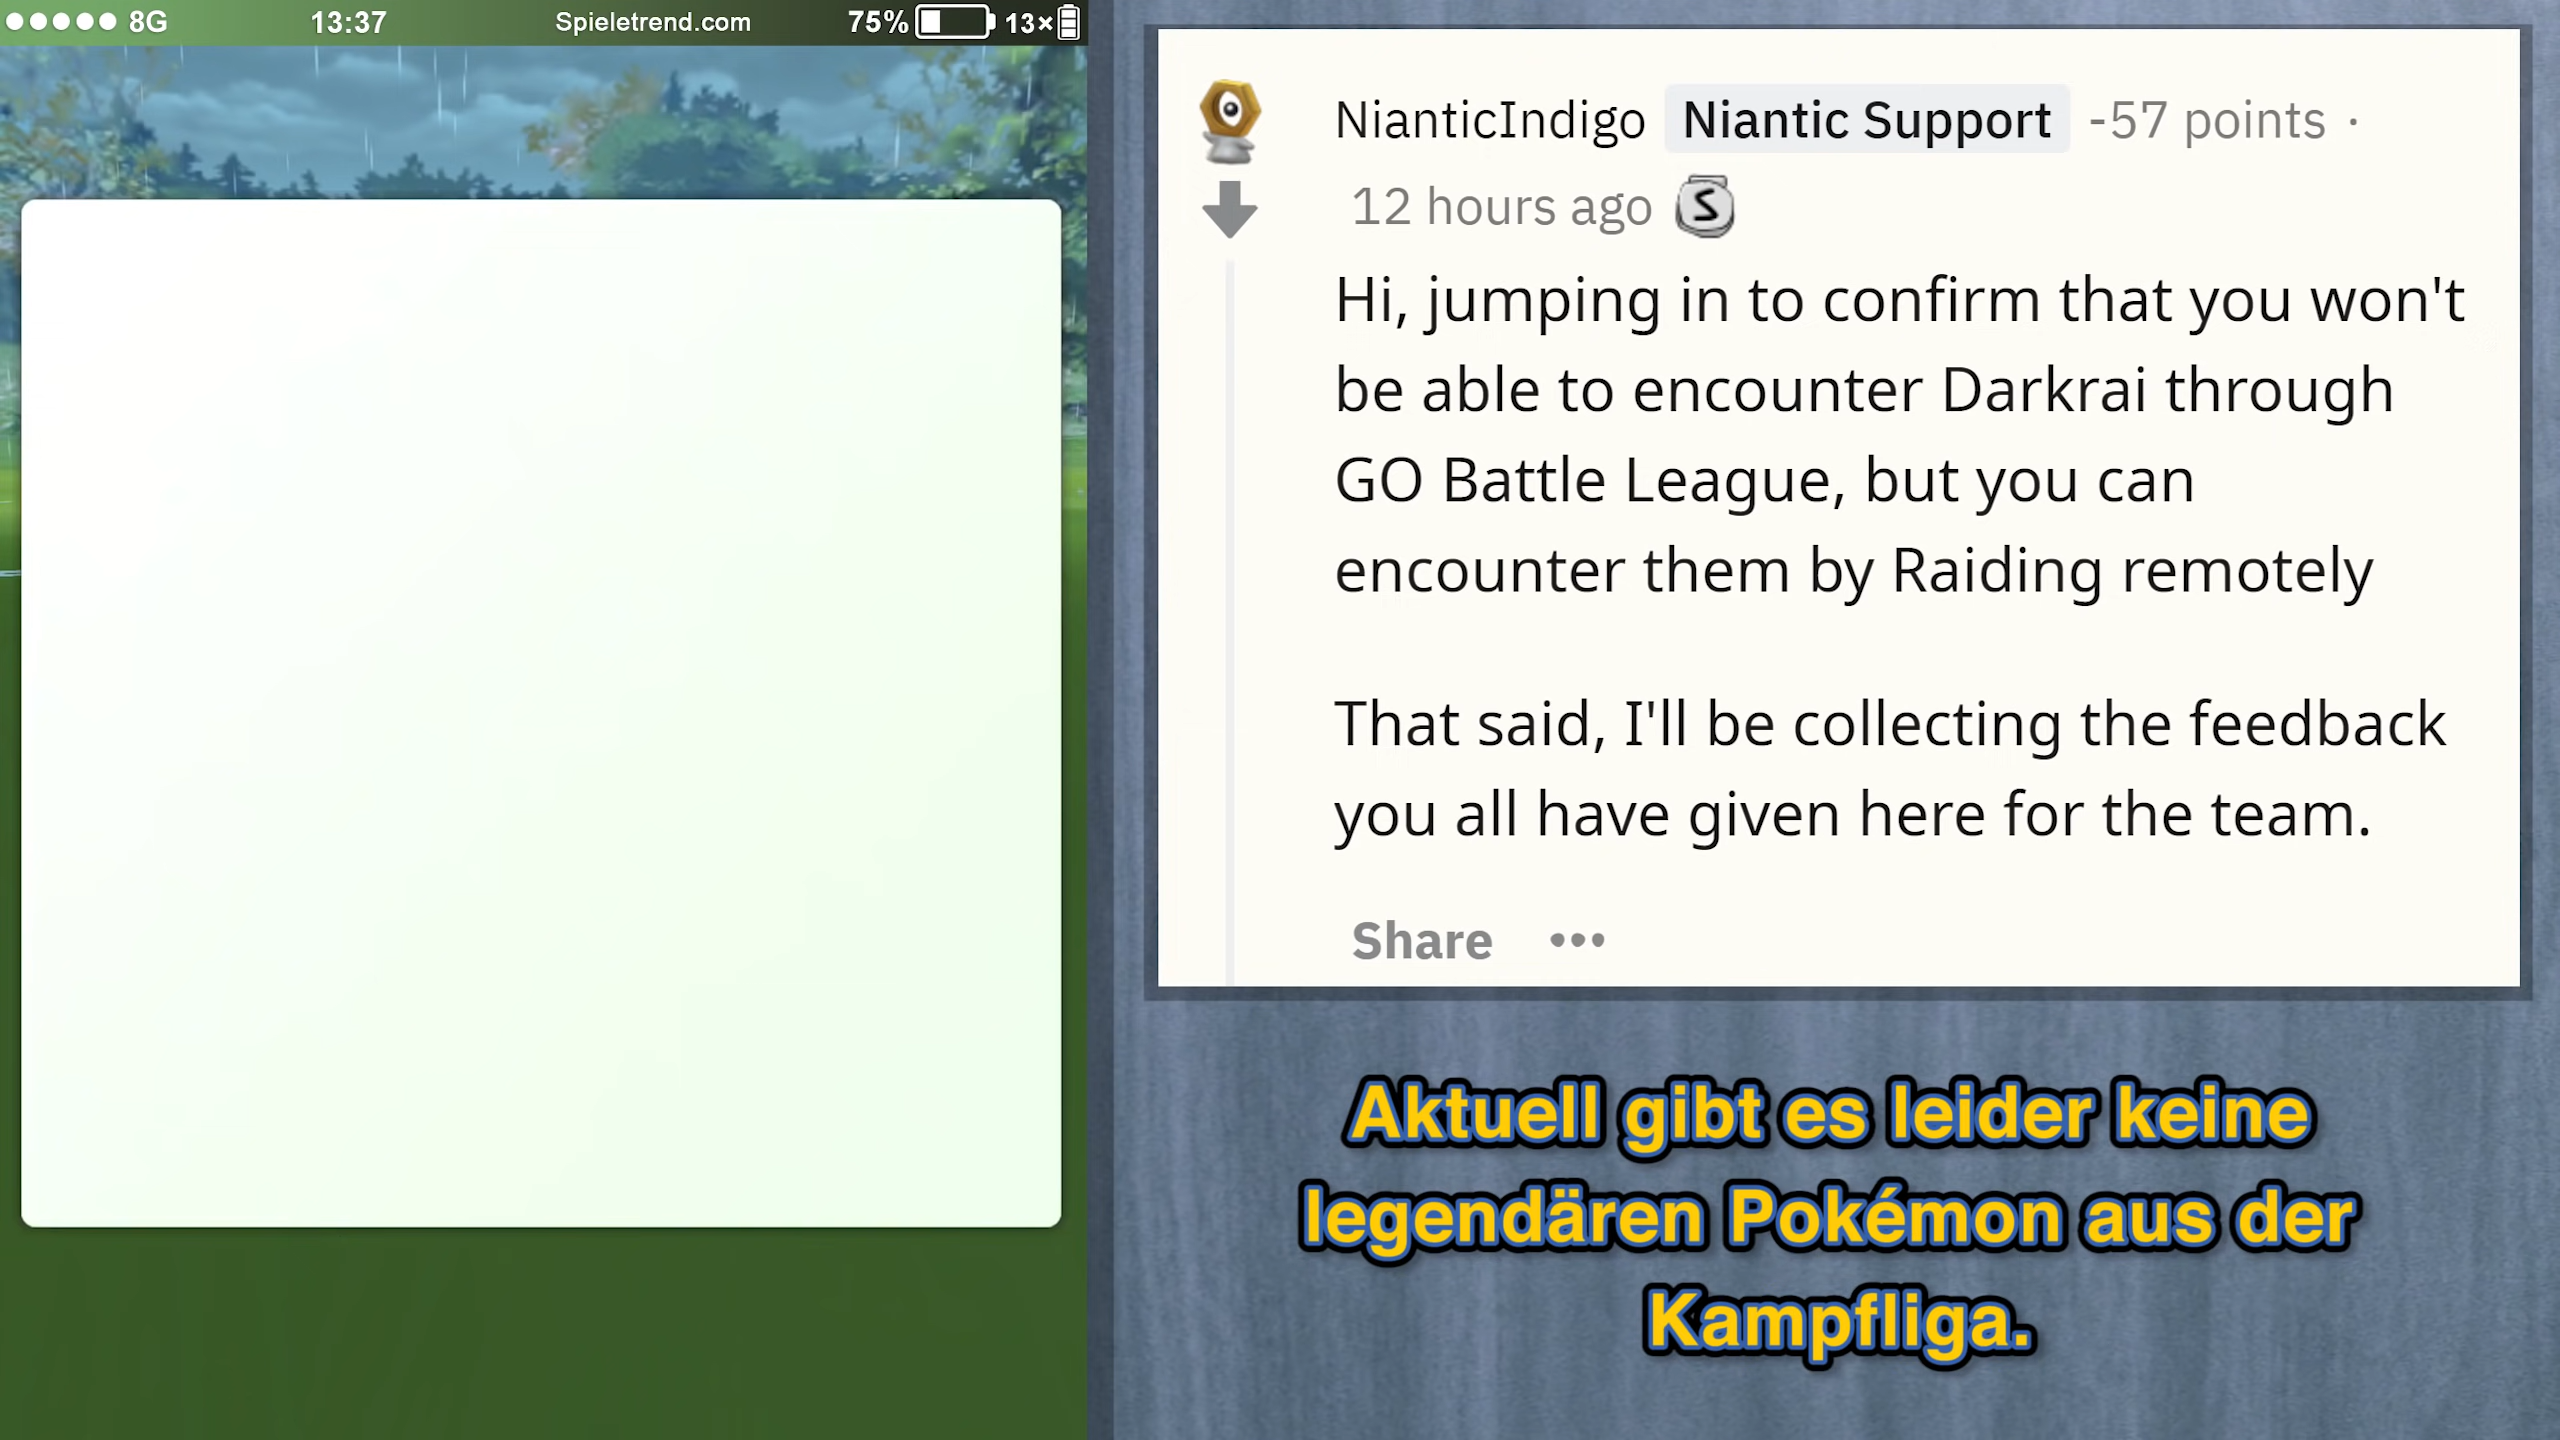 8G 13:37 Spieletrend.com 75% 13×
NianticIndigo Niantic Support -57 points ·
12 hours ago S
Hi, jumping in to confirm that you won't
be able to encounter Darkrai through
GO Battle League, but you can
encounter them by Raiding remotely
That said, I'll be collecting the feedback
you all have given here for the team.
Share •••
Aktuell gibt es leider keine
legendären Pokémon aus der
Kampfliga.